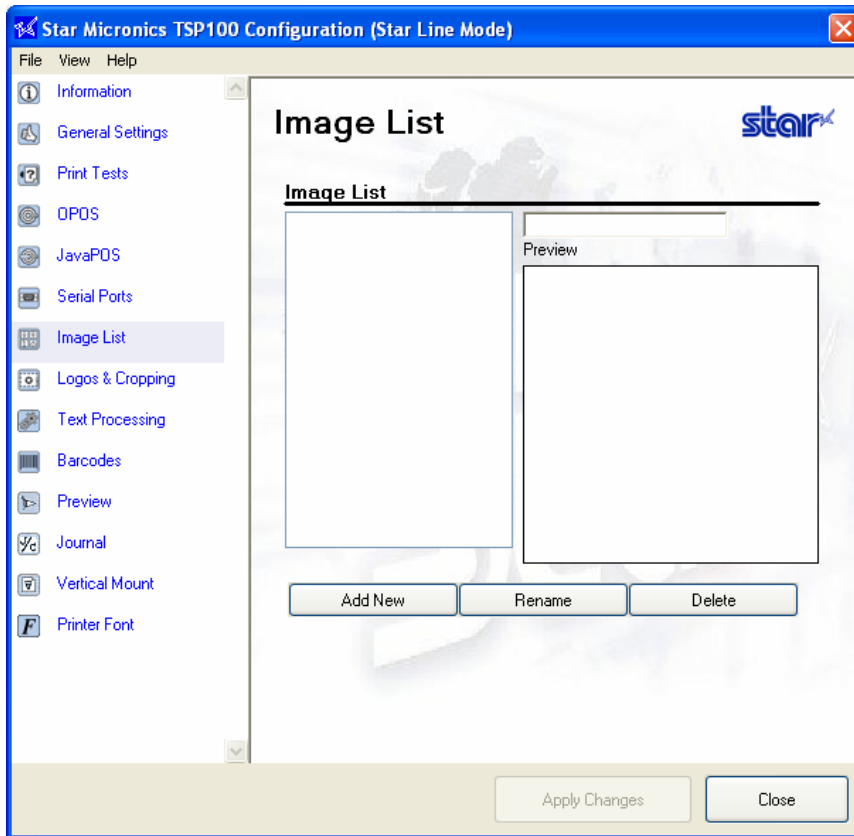 Star Micronics TSP100 Configuration (Star Line Mode)
File View Help
Information
General Settings
Print Tests
OPOS
JavaPOS
Serial Ports
Image List
Logos & Cropping
Text Processing
Barcodes
Preview
Journal
Vertical Mount
Printer Font
Image List
star
Image List
Preview
Add New Rename Delete
Apply Changes Close